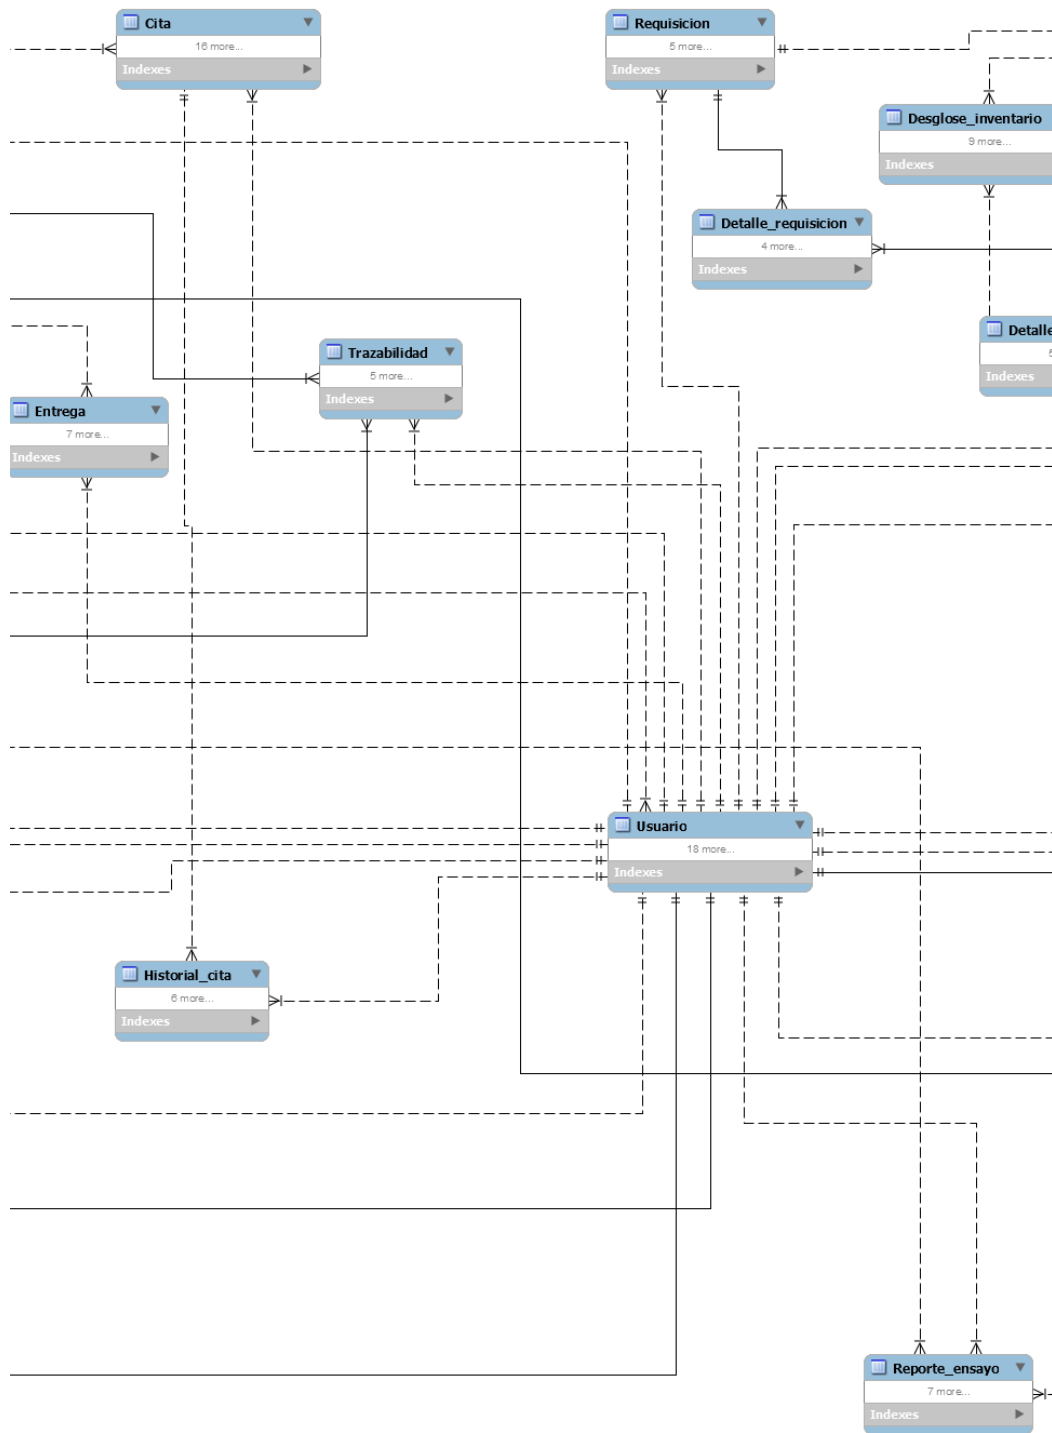 Cita
16 more...
Indexes
Requisicion
5 more...
Indexes
Desglose_inventario
9 more...
Indexes
Detalle_requisicion
4 more...
Indexes
Detalle
5
Indexes
Trazabilidad
5 more...
Indexes
Entrega
7 more...
Indexes
Usuario
18 more...
Indexes
Historial_cita
6 more...
Indexes
Reporte_ensayo
7 more...
Indexes